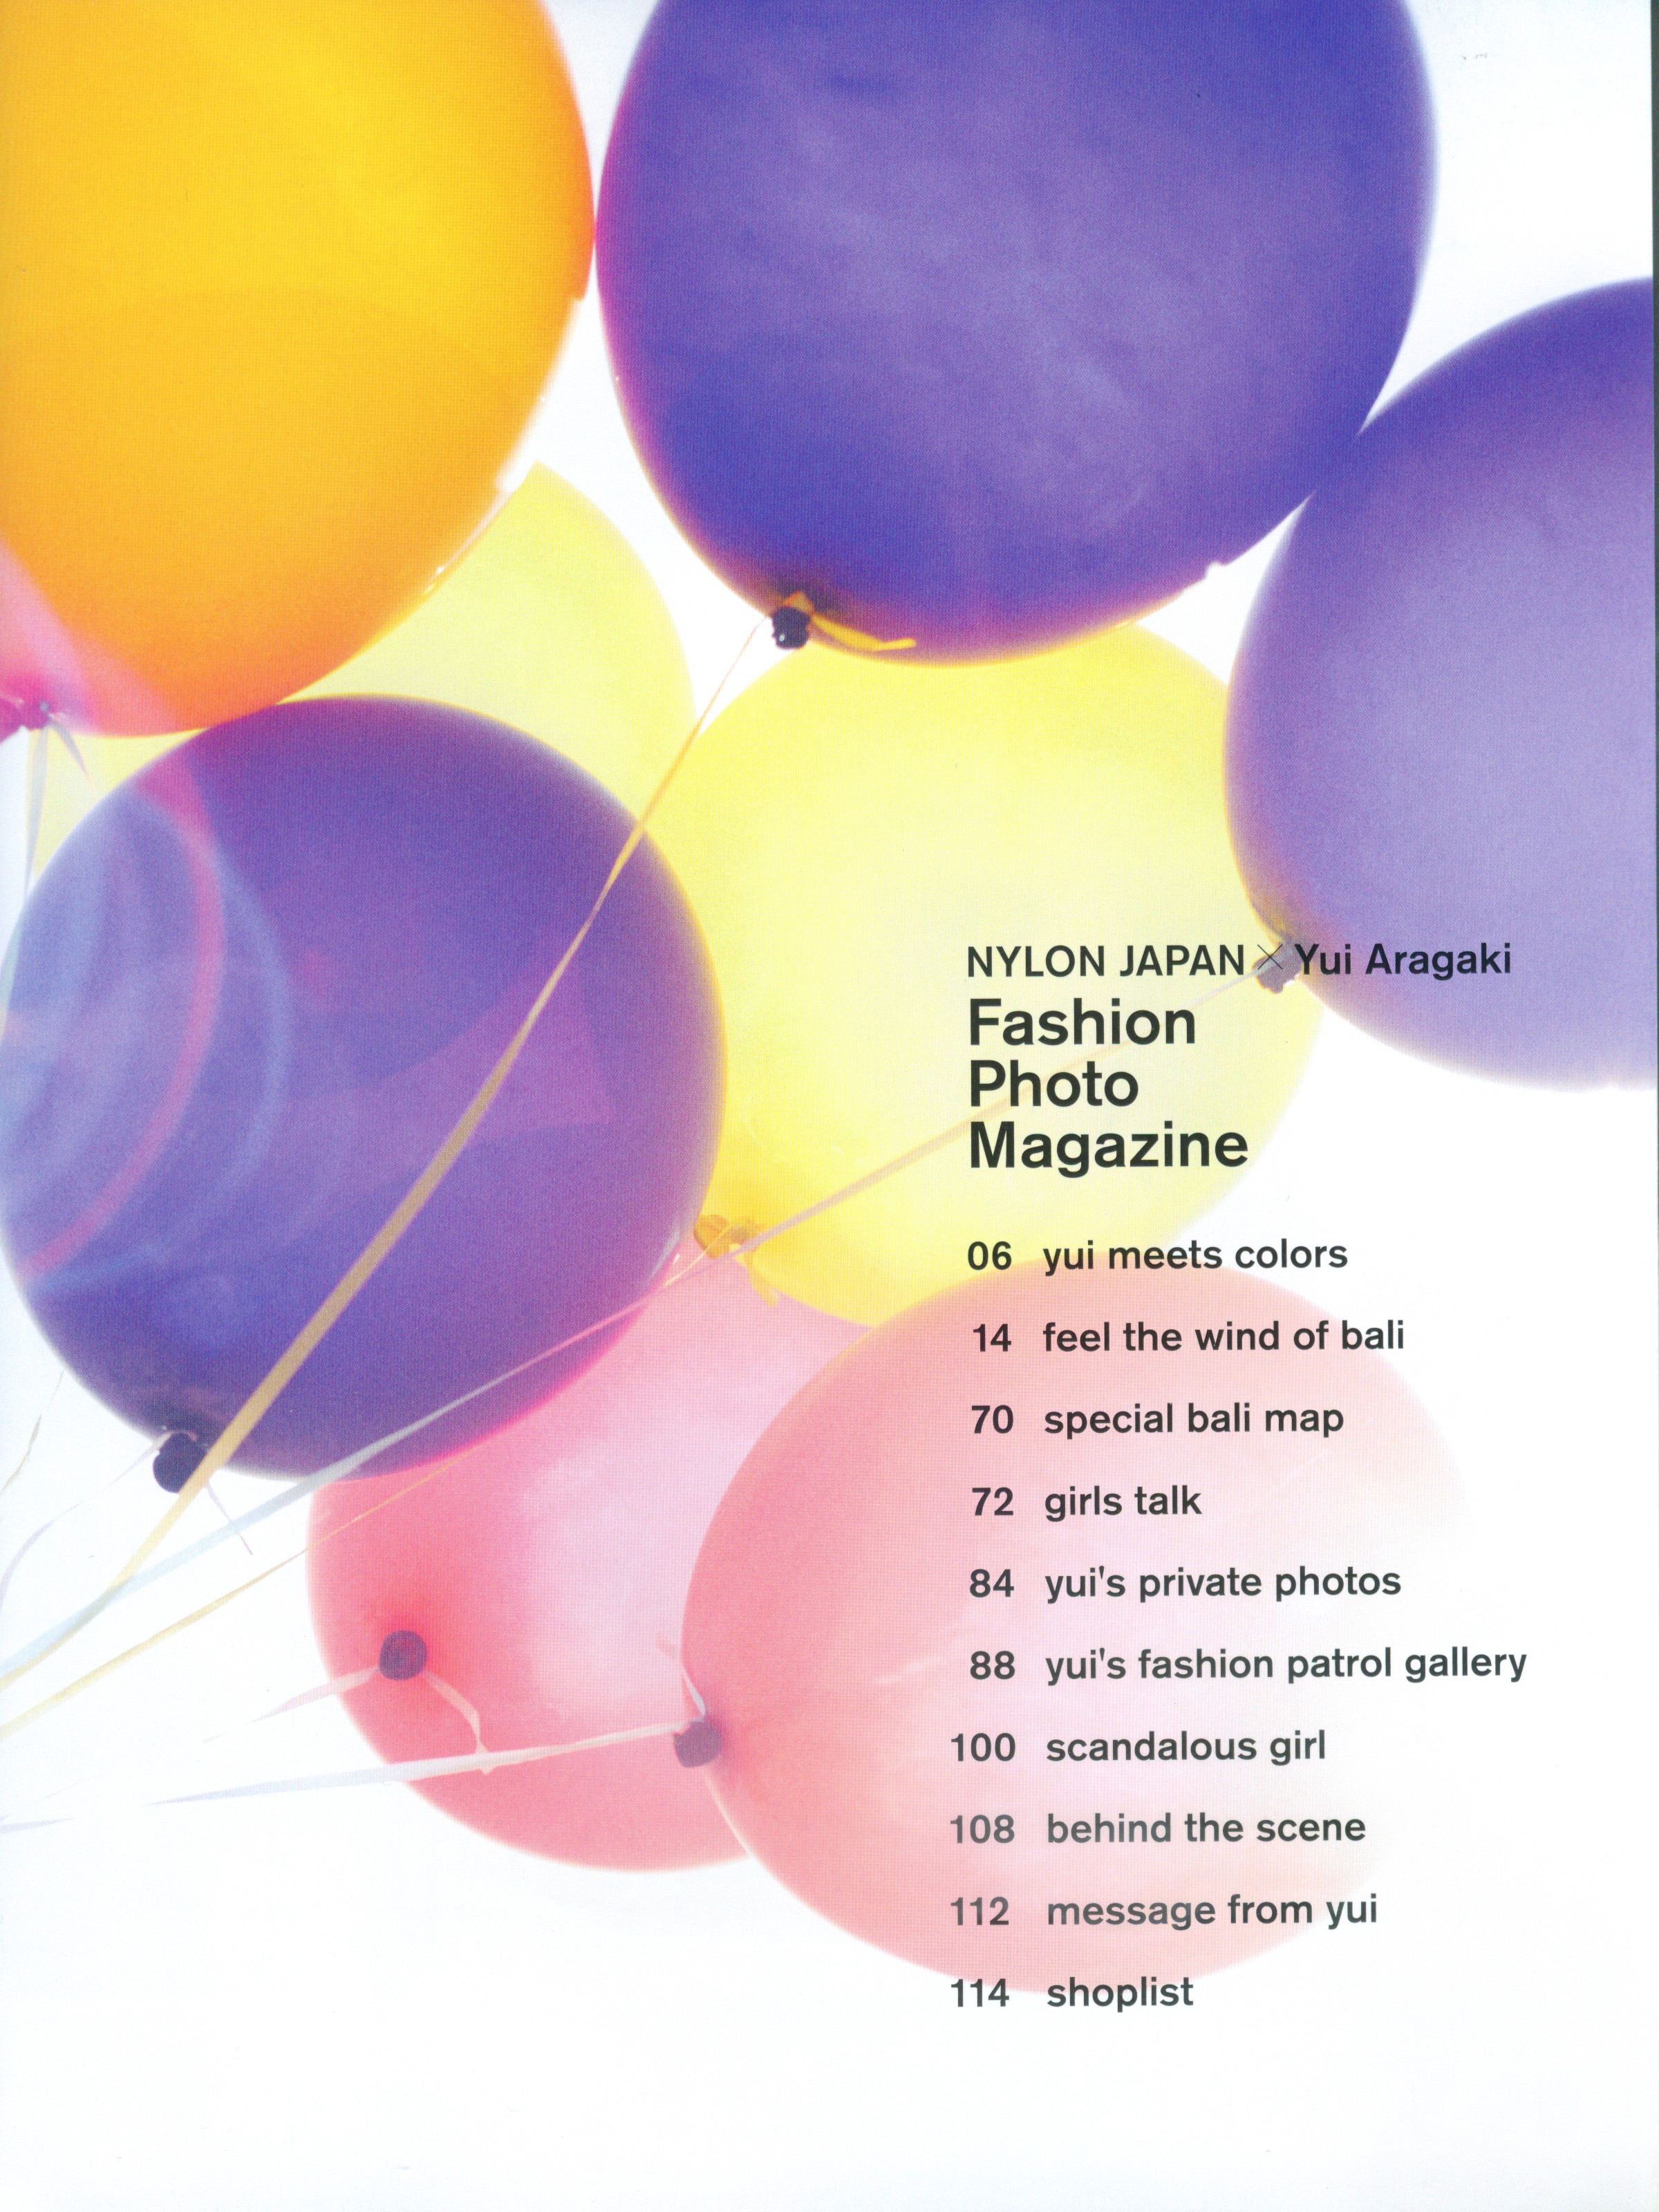 NYLON JAPAN × Yui Aragaki
Fashion
Photo
Magazine
06 yui meets colors
14 feel the wind of bali
70 special bali map
72 girls talk
84 yui's private photos
88 yui's fashion patrol gallery
100 scandalous girl
108 behind the scene
112 message from yui
114 shoplist